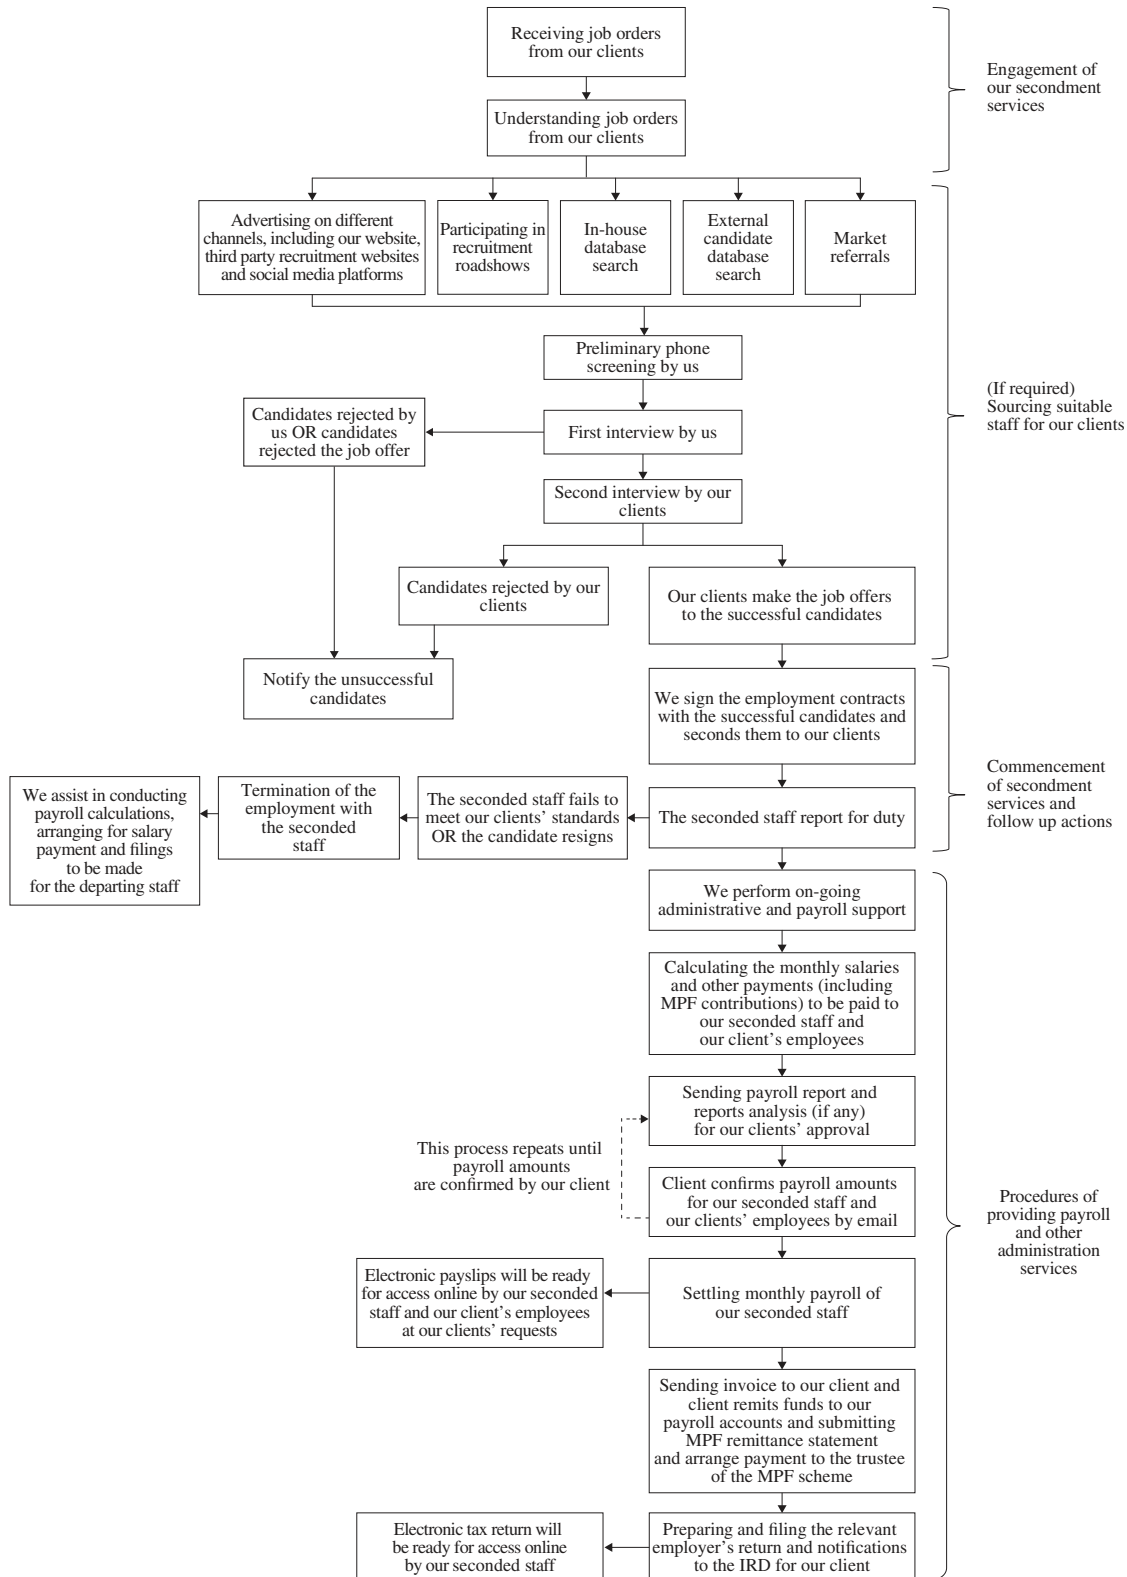 Receiving job orders
from our clients
Engagement of
our secondment
services
Understanding job orders
from our clients
Advertising on different
channels, including our website,
third party recruitment websites
and social media platforms
Participating in
recruitment
roadshows
In-house
database
search
External
candidate
database
search
Market
referrals
Preliminary phone
screening by us
(If required)
Sourcing suitable
staff for our clients
Candidates rejected by
us OR candidates
rejected the job offer
First interview by us
Second interview by our
clients
Candidates rejected by our
clients
Our clients make the job offers
to the successful candidates
Notify the unsuccessful
candidates
We sign the employment contracts
with the successful candidates and
seconds them to our clients
Commencement
of secondment
services and
follow up actions
We assist in conducting
payroll calculations,
arranging for salary
payment and filings
to be made
for the departing staff
Termination of the
employment with
the seconded
staff
The seconded staff fails to
meet our clients’ standards
OR the candidate resigns
The seconded staff report for duty
We perform on-going
administrative and payroll support
Calculating the monthly salaries
and other payments (including
MPF contributions) to be paid to
our seconded staff and
our client’s employees
Sending payroll report and
reports analysis (if any)
for our clients’ approval
This process repeats until
payroll amounts
are confirmed by our client
Client confirms payroll amounts
for our seconded staff and
our clients’ employees by email
Procedures of
providing payroll
and other
administration
services
Electronic payslips will be ready
for access online by our seconded
staff and our client’s employees
at our clients’ requests
Settling monthly payroll of
our seconded staff
Sending invoice to our client and
client remits funds to our
payroll accounts and submitting
MPF remittance statement
and arrange payment to the trustee
of the MPF scheme
Electronic tax return will
be ready for access online
by our seconded staff
Preparing and filing the relevant
employer’s return and notifications
to the IRD for our client